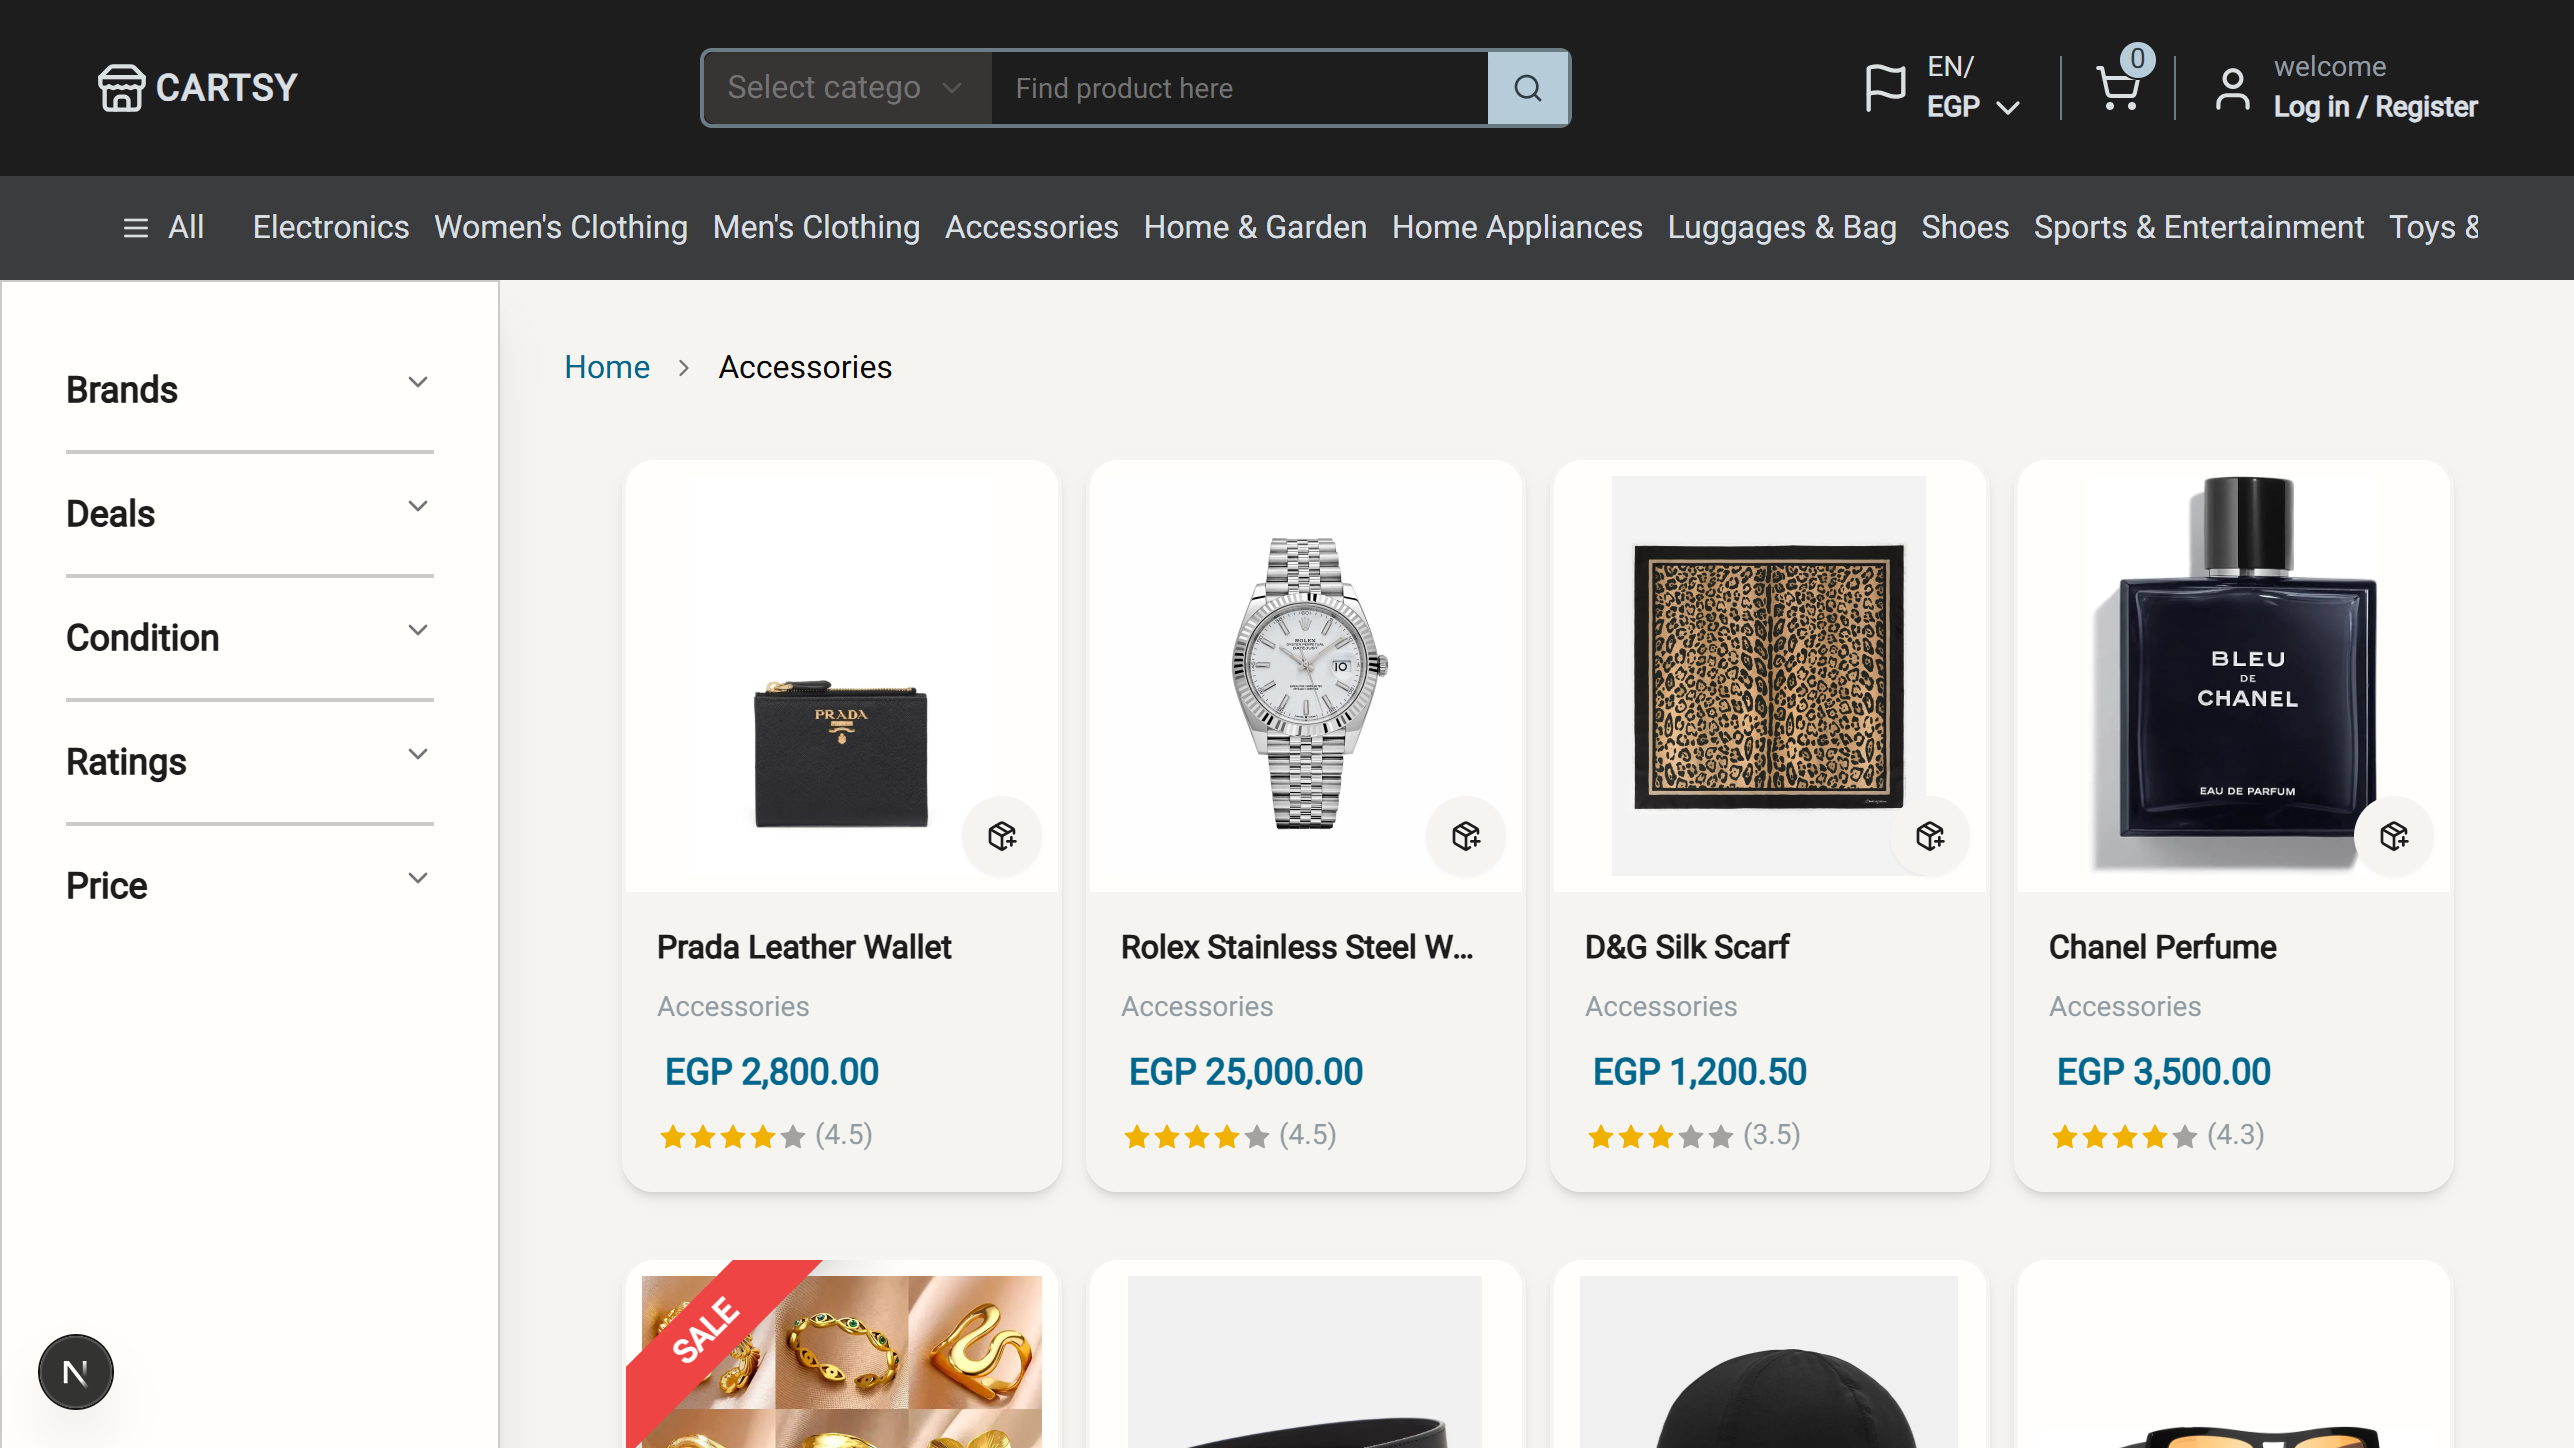 CARTSY
Select catego
Find product here
EN/
EGP
0
welcome
Log in / Register
All
Electronics
Women's Clothing
Men's Clothing
Accessories
Home & Garden
Home Appliances
Luggages & Bag
Shoes
Sports & Entertainment
Toys &
Brands
Deals
Condition
Ratings
Price
Home > Accessories
PRADA
ROLEX
10
BLEU
DE
CHANEL
EAU DE PARFUM
Prada Leather Wallet
Accessories
EGP 2,800.00
(4.5)
Rolex Stainless Steel W...
Accessories
EGP 25,000.00
(4.5)
D&G Silk Scarf
Accessories
EGP 1,200.50
(3.5)
Chanel Perfume
Accessories
EGP 3,500.00
(4.3)
SALE
N